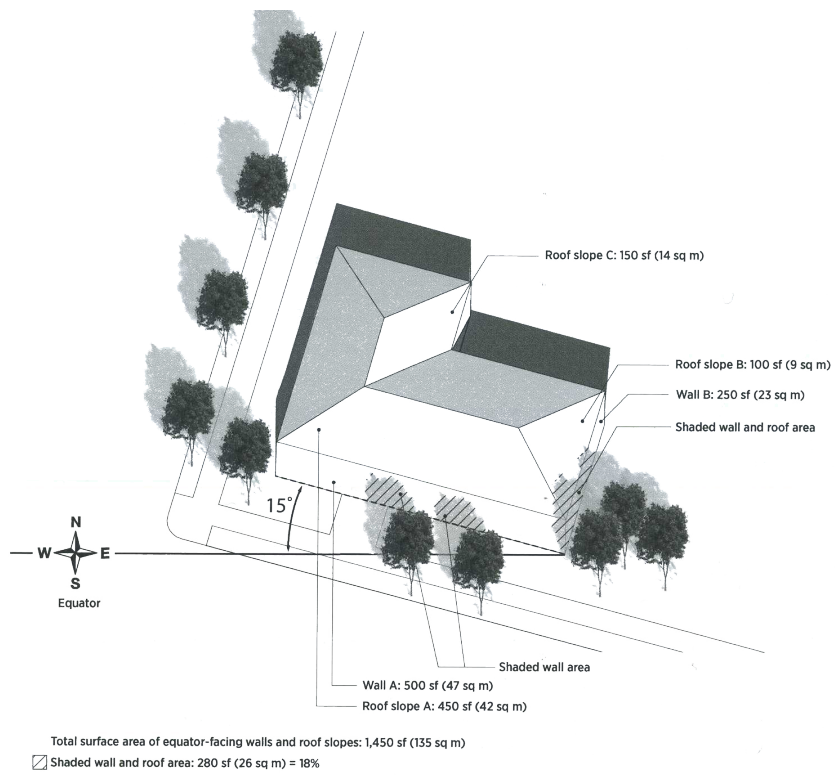 Roof slope C: 150 sf (14 sq m)
Roof slope B: 100 sf (9 sq m)
Wall B: 250 sf (23 sq m)
Shaded wall and roof area
15°
N
W E
S
Equator
Shaded wall area
Wall A: 500 sf (47 sq m)
Roof slope A: 450 sf (42 sq m)
Total surface area of equator-facing walls and roof slopes: 1,450 sf (135 sq m)
Shaded wall and roof area: 280 sf (26 sq m) = 18%